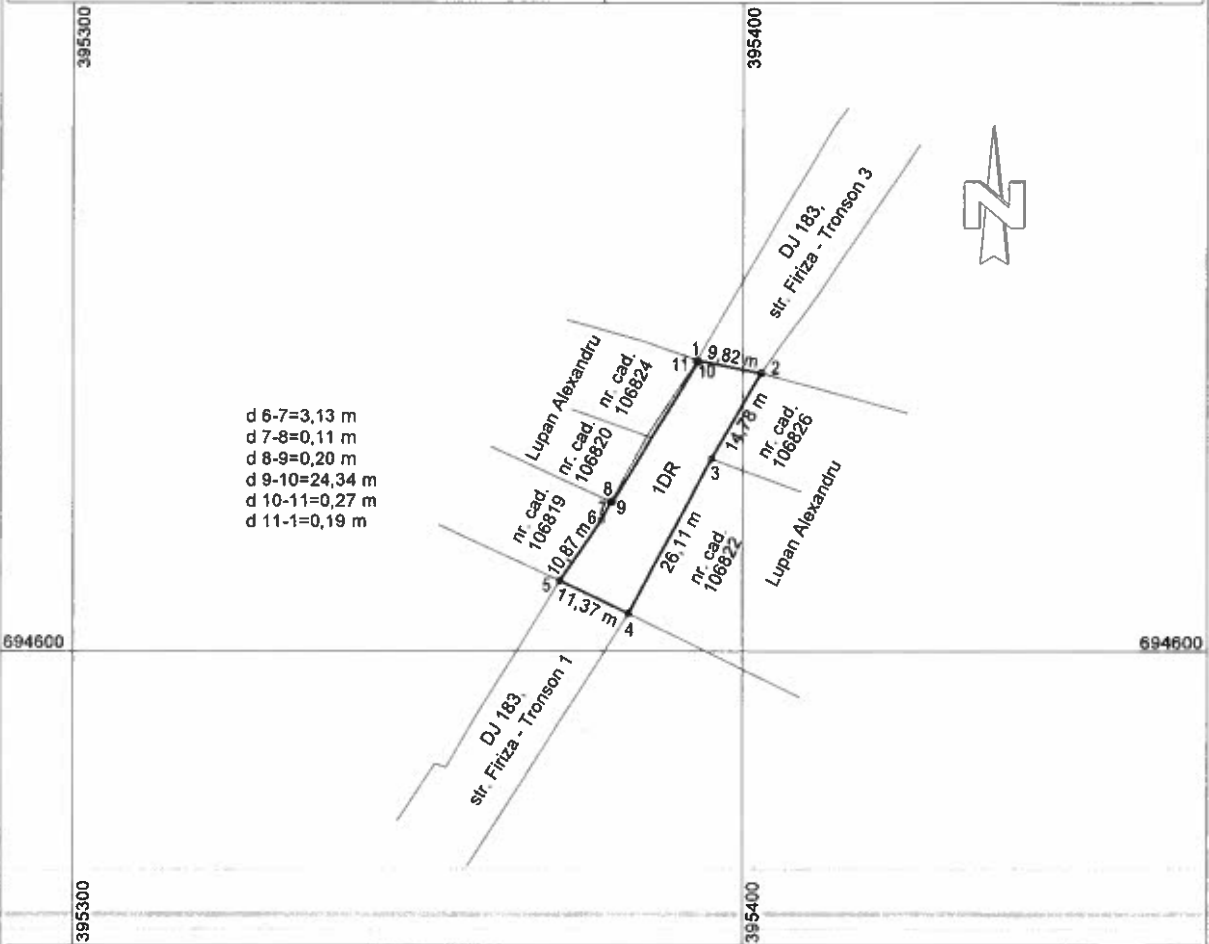 395300
395400
DJ 183,
str. Firiza - Tronson 3
N
1
9,82 m
2
11
10
Lupan Alexandru
nr. cad.
106824
14,78 m
nr. cad.
106826
d 6-7=3,13 m
d 7-8=0,11 m
d 8-9=0,20 m
d 9-10=24,34 m
d 10-11=0,27 m
d 11-1=0,19 m
nr. cad.
106820
3
1DR
8
9
7
6
nr. cad.
106819
10,87 m
26,11 m
nr. cad.
106822
Lupan Alexandru
5
11,37 m
4
694600
694600
DJ 183,
str. Firiza - Tronson 1
395300
395400